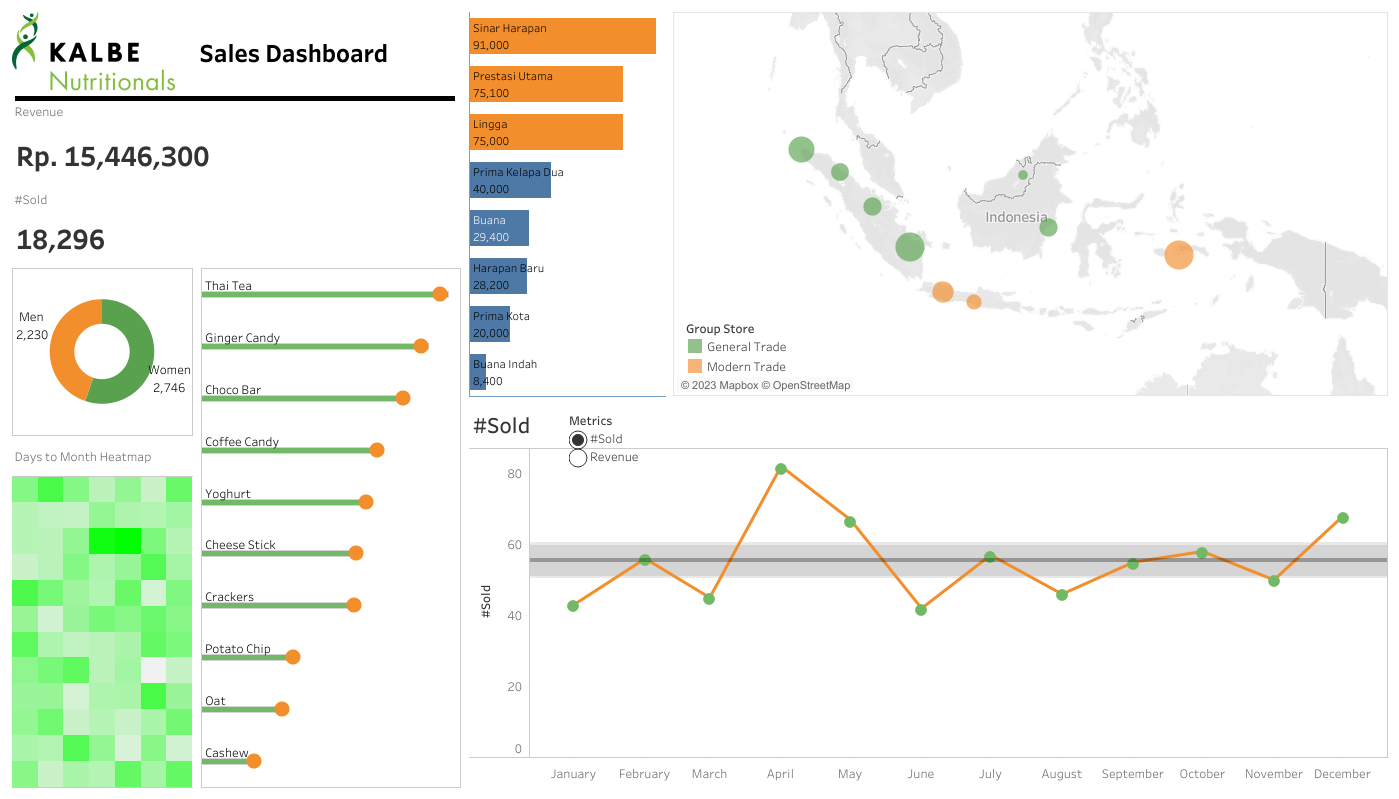 KALBE
Nutritionals
Sales Dashboard
Revenue
Rp. 15,446,300
#Sold
18,296
Men
2,230
Women
2,746
Days to Month Heatmap
Thai Tea
Ginger Candy
Choco Bar
Coffee Candy
Yoghurt
Cheese Stick
Crackers
Potato Chip
Oat
Cashew
Sinar Harapan
91,000
Prestasi Utama
75,100
Lingga
75,000
Prima Kelapa Dua
40,000
Buana
29,400
Harapan Baru
28,200
Prima Kota
20,000
Buana Indah
8,400
Indonesia
Group Store
General Trade
Modern Trade
© 2023 Mapbox © OpenStreetMap
#Sold
Metrics
#Sold
Revenue
#Sold
80
60
40
20
0
January February March April May June July August September October November December